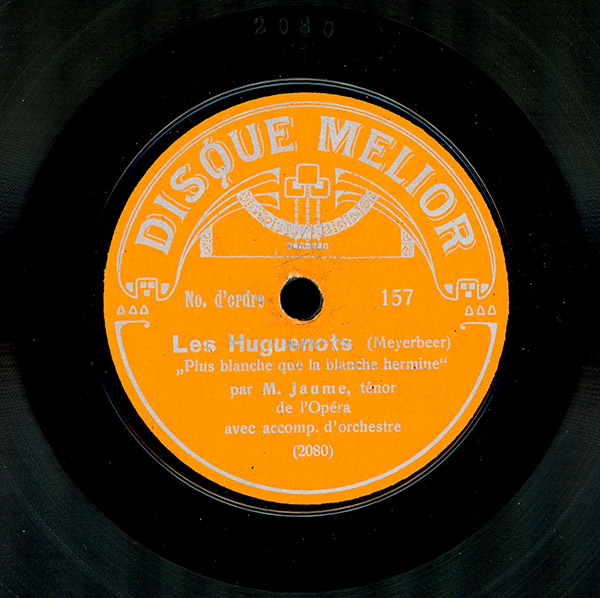 2080
DISQUE MELIOR
No. d'ordre 157
Les Huguenots (Meyerbeer)
„Plus blanche que la blanche hermine“
par M. Jaume, ténor
de l'Opéra
avec accomp. d'orchestre
(2080)